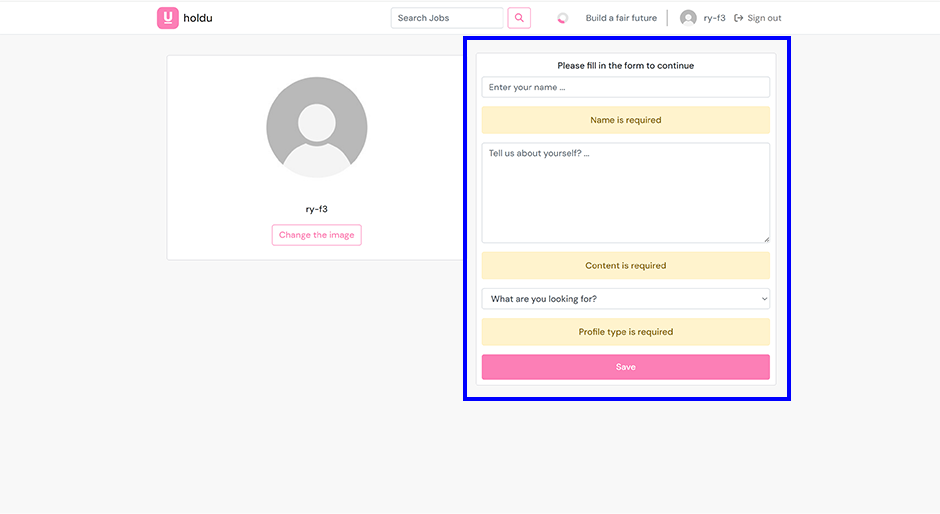 holdu
Search Jobs
Build a fair future
ry-f3
Sign out
ry-f3
Change the image
Please fill in the form to continue
Enter your name ...
Name is required
Tell us about yourself? ...
Content is required
What are you looking for?
Profile type is required
Save